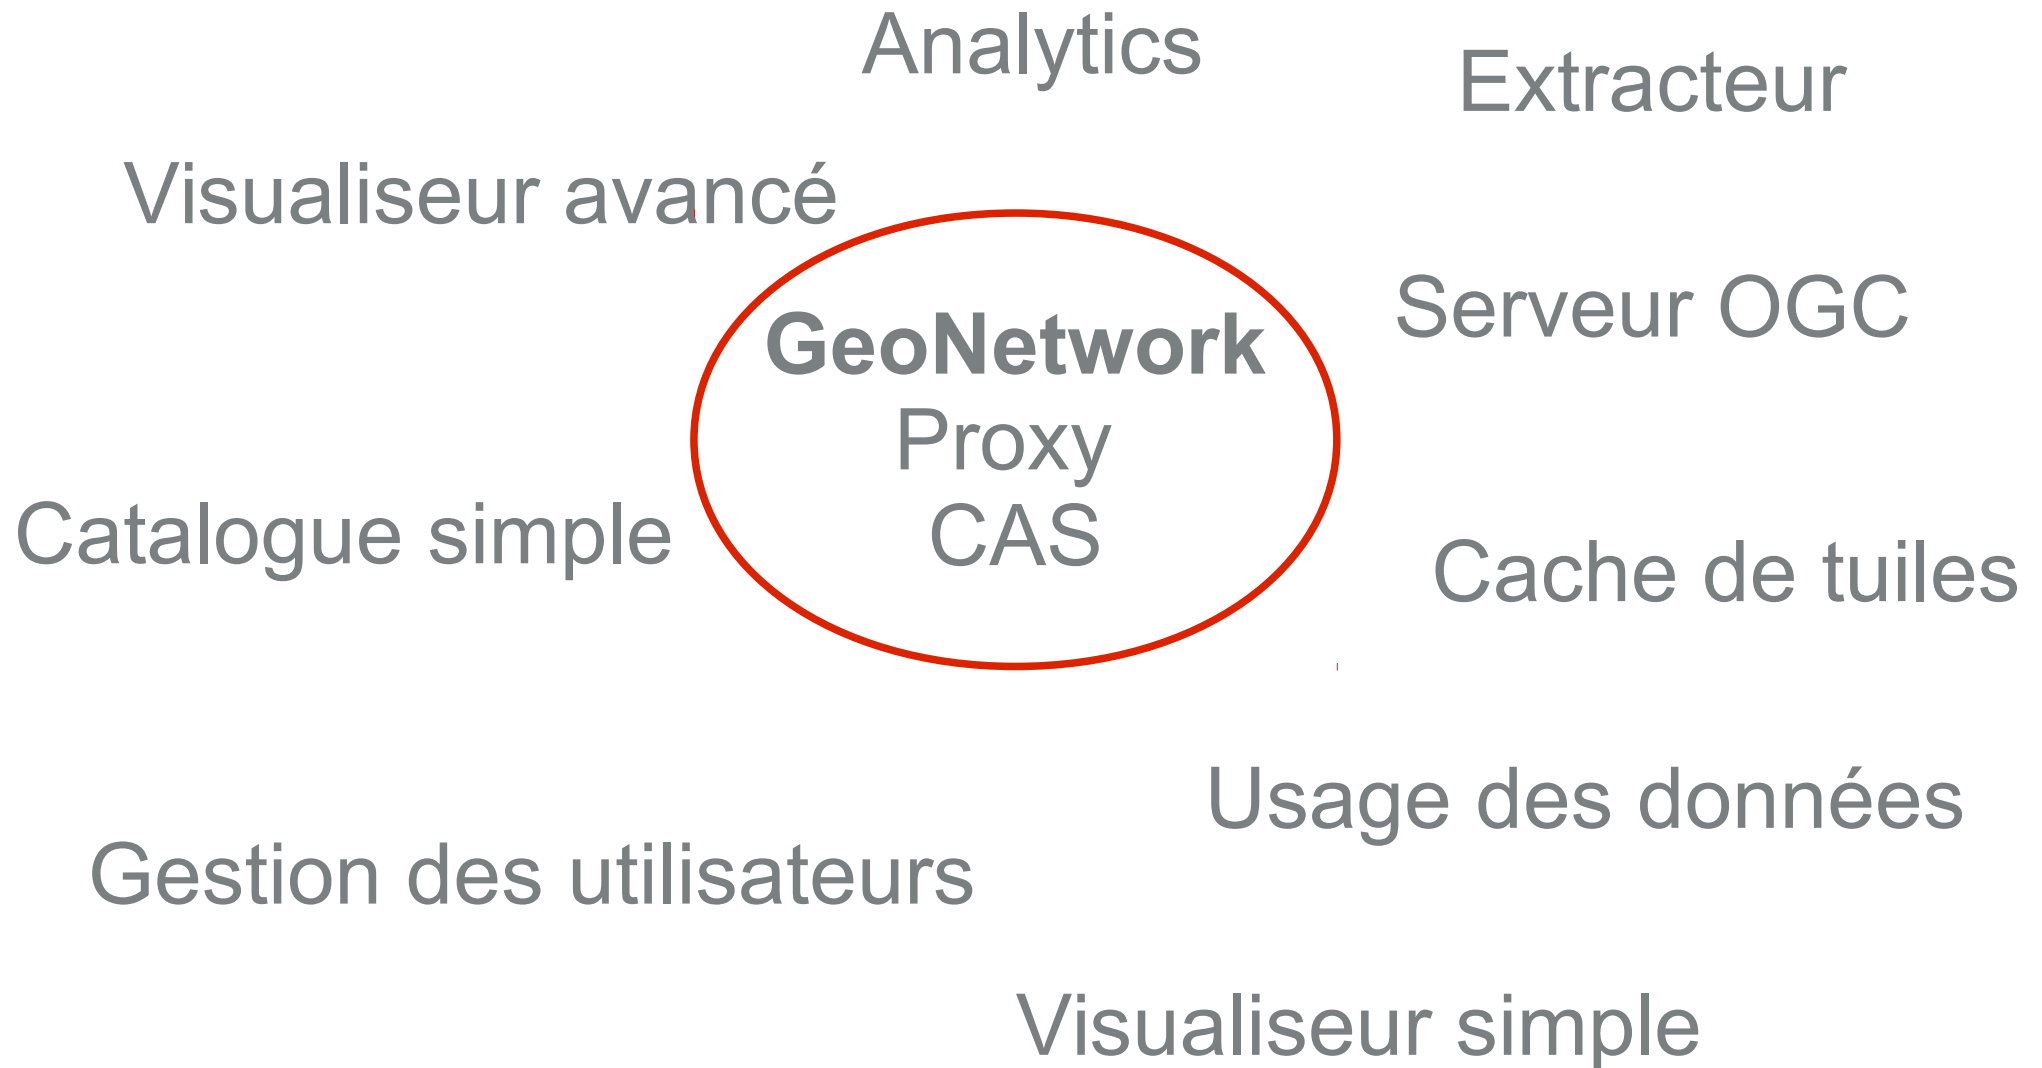 Analytics
Extracteur
Visualiseur avancé
Serveur OGC
GeoNetwork
Proxy
CAS
Catalogue simple
Cache de tuiles
Usage des données
Gestion des utilisateurs
Visualiseur simple